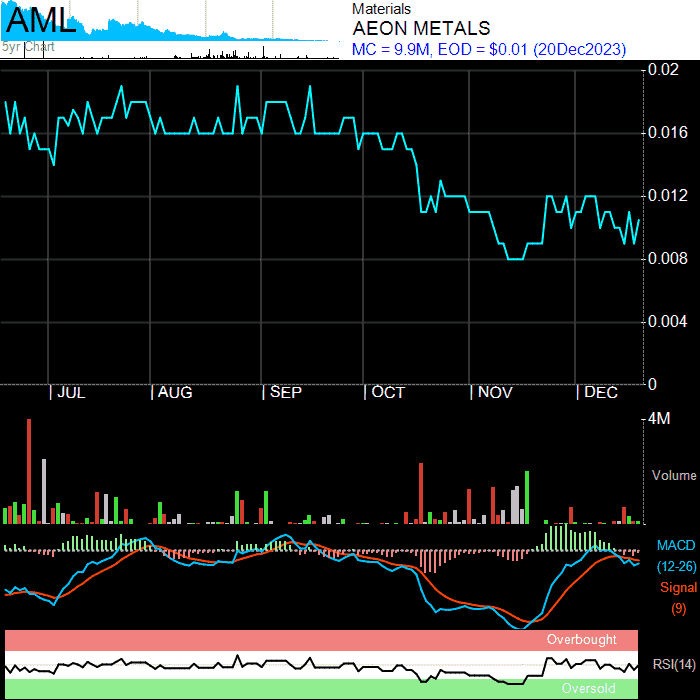 AML
5yr Chart
Materials
AEON METALS
MC = 9.9M, EOD = $0.01 (20Dec2023)
0.02
0.016
0.012
0.008
0.004
0
JUL AUG SEP OCT NOV DEC
4M
Volume
MACD
(12-26)
Signal
(9)
Overbought
RSI(14)
Oversold